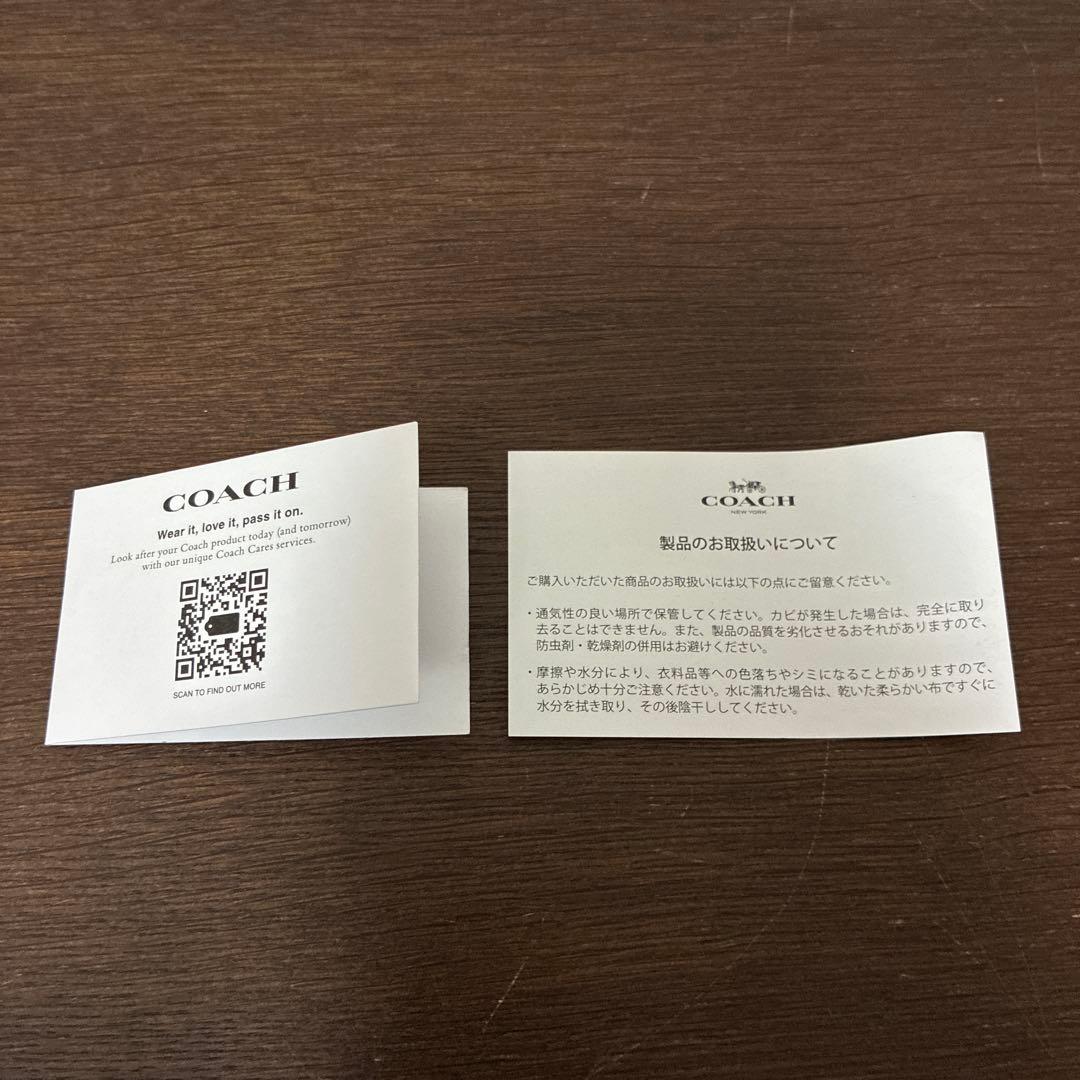 COACH
Wear it, love it, pass it on.
Look after your Coach product today (and tomorrow)
with our unique Coach Cares services.
SCAN TO FIND OUT MORE
COACH
NEW YORK
製品のお取扱いについて
ご購入いただいた商品のお取扱いには以下の点にご留意ください。
・通気性の良い場所で保管してください。カビが発生した場合は、完全に取り
去ることはできません。また、製品の品質を劣化させるおそれがありますので、
防虫剤・乾燥剤の併用はお避けください。
・摩擦や水分により、衣料品等への色落ちやシミになることがありますので、
あらかじめ十分ご注意ください。水に濡れた場合は、乾いた柔らかい布ですぐに
水分を拭き取り、その後陰干ししてください。